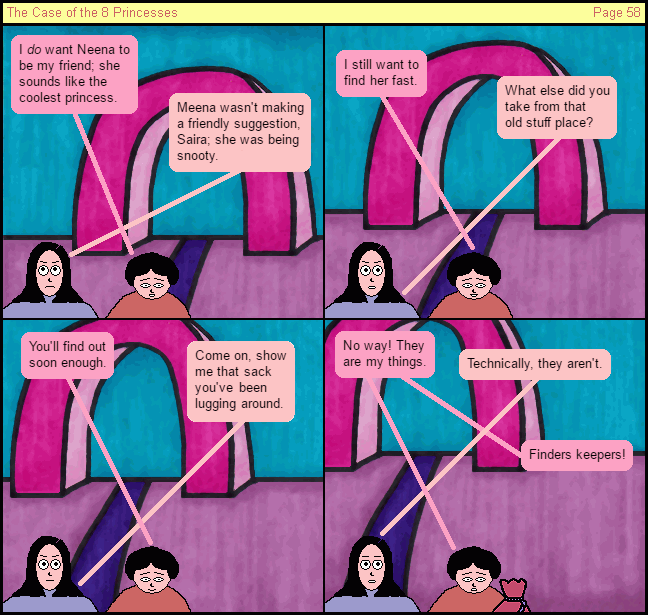 The Case of the 8 Princesses
Page 58
I do want Neena to
be my friend; she
sounds like the
coolest princess.
Meena wasn't making
a friendly suggestion,
Saira; she was being
snooty.
I still want to
find her fast.
What else did you
take from that
old stuff place?
You'll find out
soon enough.
Come on, show
me that sack
you've been
lugging around.
No way! They
are my things.
Technically, they aren't.
Finders keepers!